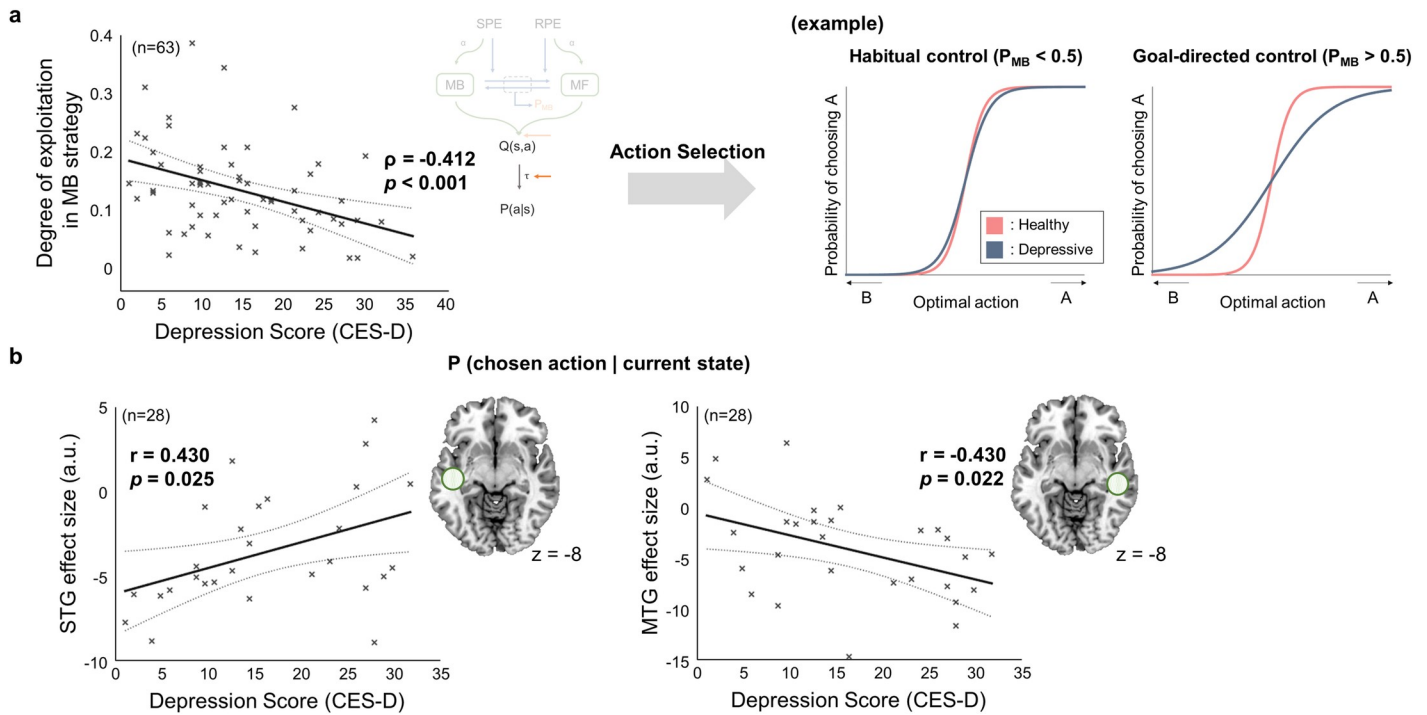 a
(n=63)
Degree of exploitation
in MB strategy
0.4
0.3
0.2
0.1
0
ρ = -0.412
p < 0.001
0 5 10 15 20 25 30 35 40
Depression Score (CES-D)
SPE RPE
α α
MB MF
PMB
Q(s,a)
τ
P(a|s)
Action Selection
(example)
Habitual control (PMB < 0.5)
Probability of choosing A
: Healthy
: Depressive
B Optimal action A
Goal-directed control (PMB > 0.5)
Probability of choosing A
B Optimal action A
b
P (chosen action | current state)
(n=28)
r = 0.430
p = 0.025
STG effect size (a.u.)
5
0
-5
-10
0 5 10 15 20 25 30 35
Depression Score (CES-D)
z = -8
(n=28)
r = -0.430
p = 0.022
MTG effect size (a.u.)
10
5
0
-5
-10
-15
0 5 10 15 20 25 30 35
Depression Score (CES-D)
z = -8